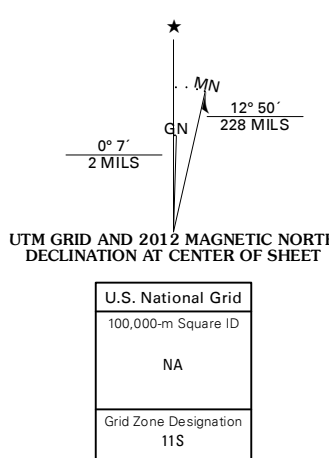 ★
MN
12° 50´
228 MILS
GN
0° 7´
2 MILS
UTM GRID AND 2012 MAGNETIC NORTH
DECLINATION AT CENTER OF SHEET
U.S. National Grid
100,000-m Square ID
NA
Grid Zone Designation
11S